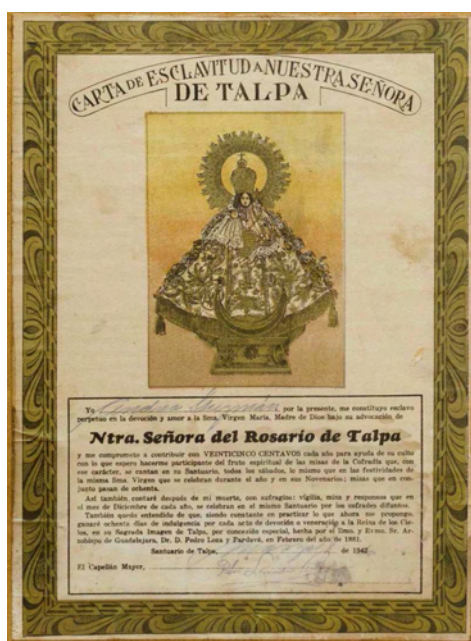 CARTA DE ESCLAVITUD A NUESTRA SEÑORA
DE TALPA
Yo Andrea Guzmán por la presente, me constituyo esclavo
perpetuo en la devoción y amor a la Sma. Virgen María, Madre de Dios bajo su advocación de
Ntra. Señora del Rosario de Talpa
y me comprometo a contribuir con VEINTICINCO CENTAVOS cada año para ayuda de su culto
con lo que espero hacerme participante del fruto espiritual de las misas de la Cofradía que, con
ese carácter, se cantan en su Santuario, todos los sábados, lo mismo que en las festividades de
la misma Sma. Virgen que se celebran durante el año y en sus Novenarios; misas que en con-
junto pasan de ochenta.
Así también contaré después de mi muerte, con sufragios: vigilia, misa y responsos que en
el mes de Diciembre de cada año, se celebran en el mismo Santuario por los cofrades difuntos.
También quedo entendido de que, siendo constante en practicar lo que ahora me propongo,
ganaré ochenta días de indulgencia por cada acto de devoción o veneración a la Reina de los Cie-
los, en su Sagrada Imagen de Talpa, por concesión especial, hecha por el Ilmo. y Evmo. Sr. Ar-
zobispo de Guadalajara, Dr. D. Pedro Loza y Pardavé, en Febrero del año de 1881.
Santuario de Talpa, de 1942
El Capellán Mayor,